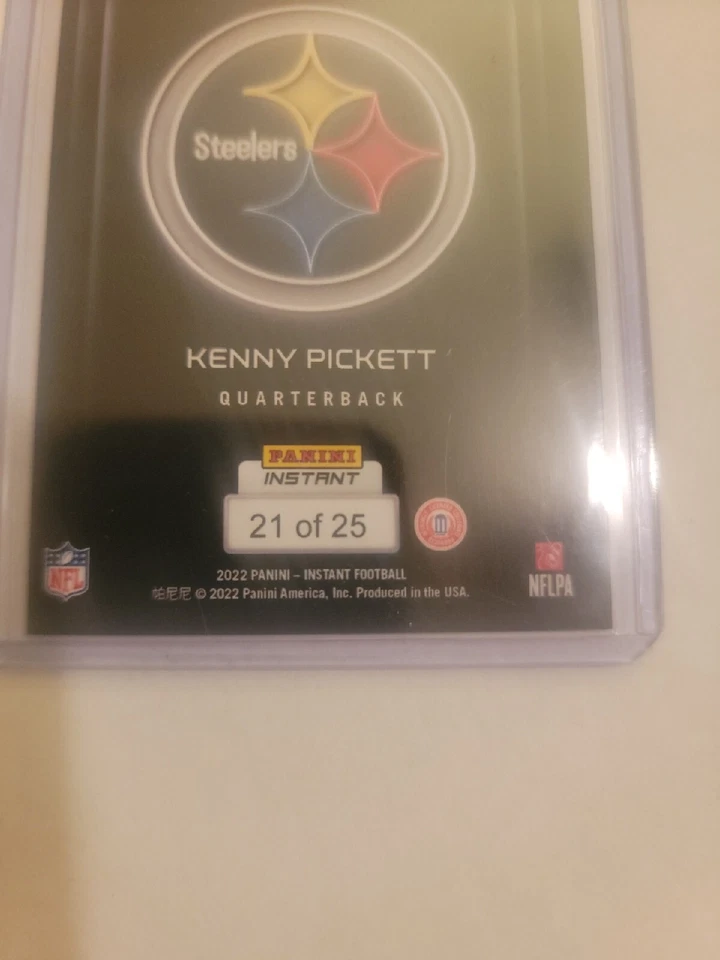 Steelers
KENNY PICKETT
QUARTERBACK
PANINI
INSTANT
21 of 25
NFL
2022 PANINI – INSTANT FOOTBALL
帕尼尼 © 2022 Panini America, Inc. Produced in the USA.
NFLPA